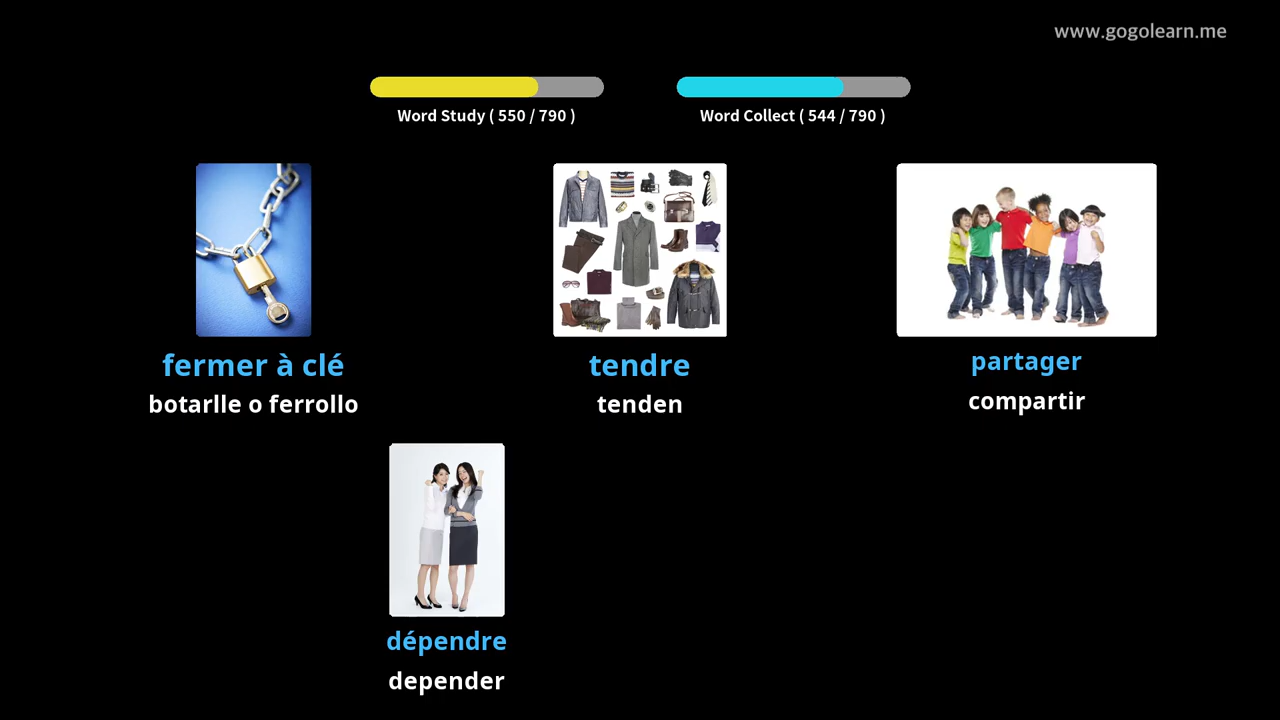 www.gogolearn.me
Word Study ( 550 / 790 )
Word Collect ( 544 / 790 )
fermer à clé
botarlle o ferrollo
tendre
tenden
partager
compartir
dépendre
depender